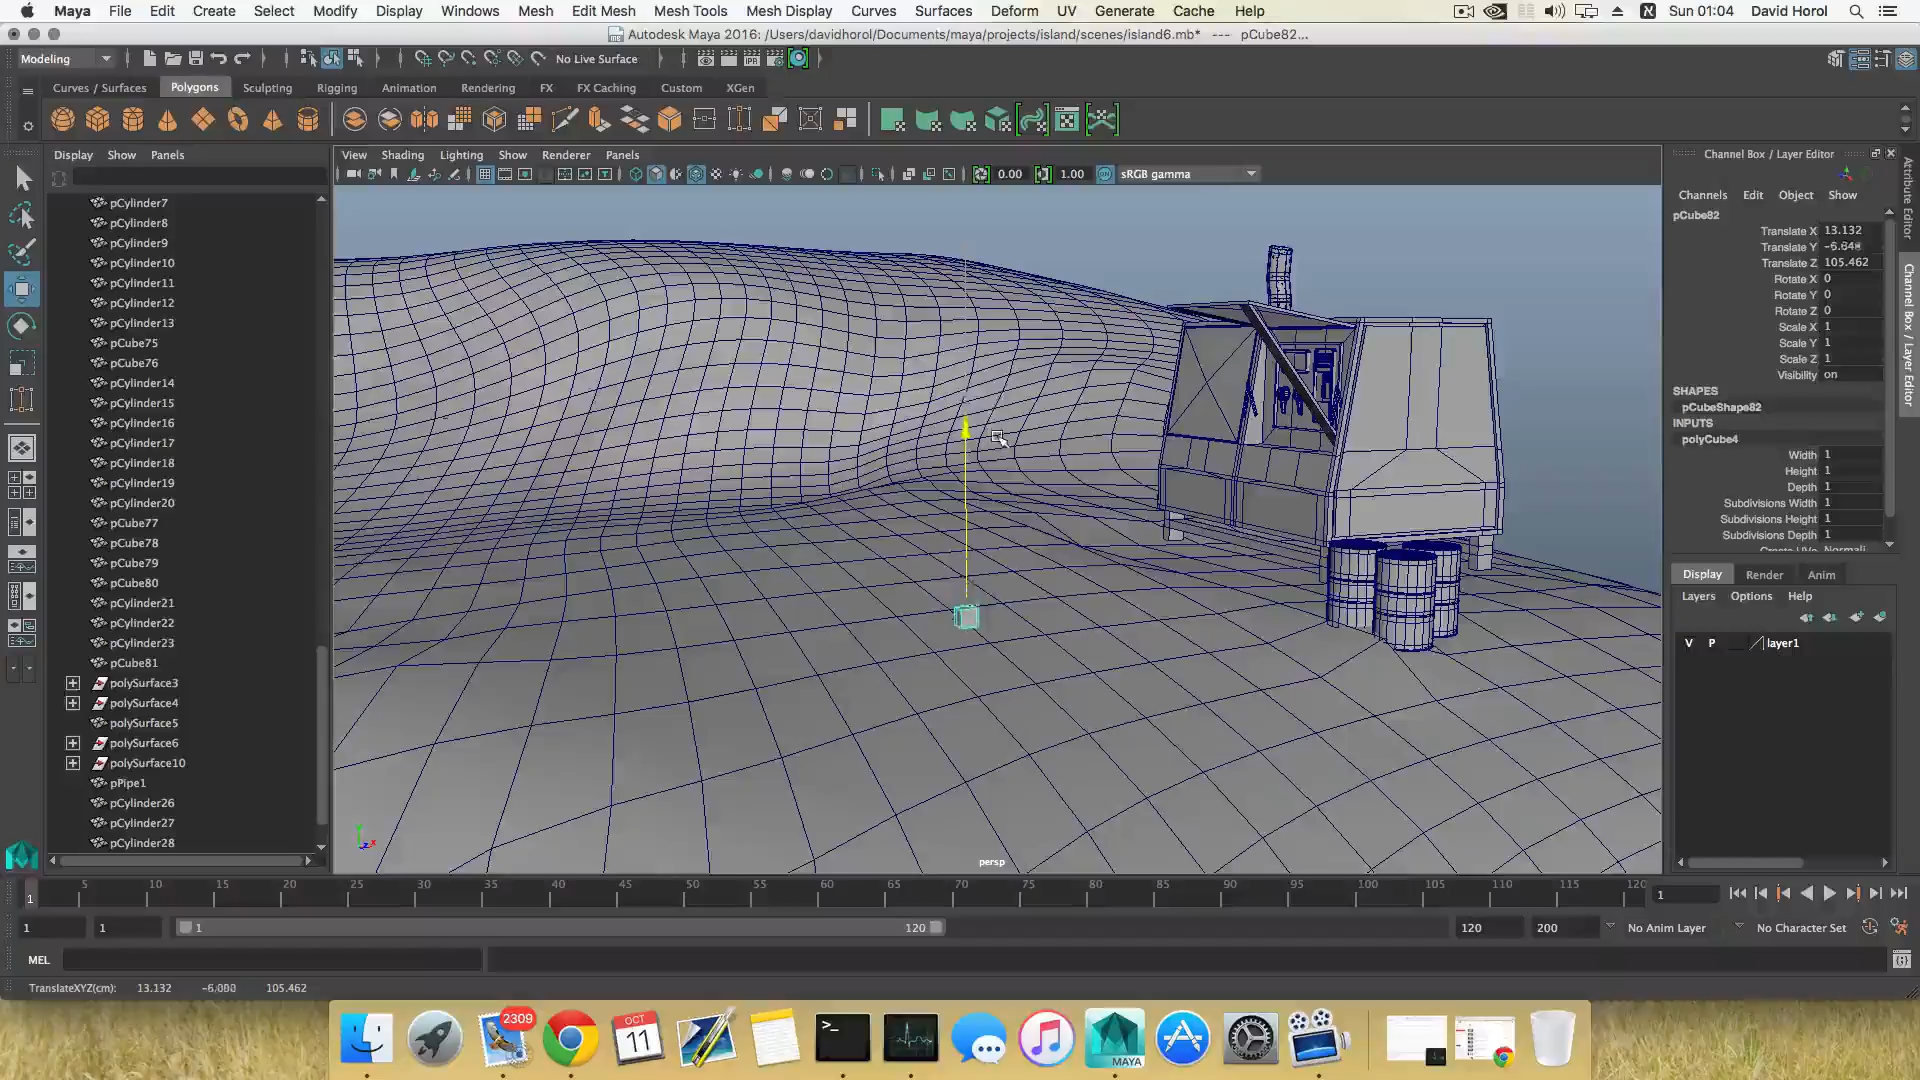 Maya File Edit Create Select Modify Display Windows Mesh Edit Mesh Mesh Tools Mesh Display Curves Surfaces Deform UV Generate Cache Help Sun 01:04 David Horol
Autodesk Maya 2016: /Users/davidhorol/Documents/maya/projects/island/scenes/island6.mb* --- pCube82...
Modeling No Live Surface
Curves / Surfaces Polygons Sculpting Rigging Animation Rendering FX FX Caching Custom XGen
Display Show Panels
View Shading Lighting Show Renderer Panels
0.00 1.00 sRGB gamma
pCylinder7
pCylinder8
pCylinder9
pCylinder10
pCylinder11
pCylinder12
pCylinder13
pCube75
pCube76
pCylinder14
pCylinder15
pCylinder16
pCylinder17
pCylinder18
pCylinder19
pCylinder20
pCube77
pCube78
pCube79
pCube80
pCylinder21
pCylinder22
pCylinder23
pCube81
polySurface3
polySurface4
polySurface5
polySurface6
polySurface10
pPipe1
pCylinder26
pCylinder27
pCylinder28
persp
Channel Box / Layer Editor
Channels Edit Object Show
pCube82
Translate X 13.132
Translate Y
Translate Z 105.462
Rotate X 0
Rotate Y 0
Rotate Z 0
Scale X 1
Scale Y 1
Scale Z 1
Visibility on
SHAPES
pCubeShape82
INPUTS
polyCube4
Width 1
Height 1
Depth 1
Subdivisions Width 1
Subdivisions Height 1
Subdivisions Depth 1
Display Render Anim
Layers Options Help
V P layer1
Attribute Editor
Channel Box / Layer Editor
1 5 10 15 20 25 30 35 40 45 50 55 60 65 70 75 80 85 90 95 100 105 110 115 120 1
1 1 1 120 120 200 No Anim Layer No Character Set
MEL
TranslateXYZ(cm): 13.132 105.462
2309
OCT
11
MAYA